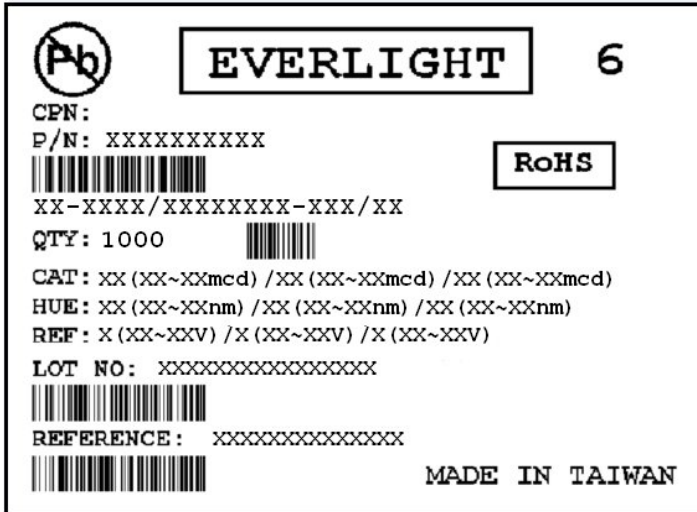 Pb
EVERLIGHT 6
CPN:
P/N: XXXXXXXXXX
RoHS
XX-XXXX/XXXXXXXX-XXX/XX
QTY: 1000
CAT: XX(XX~XXmcd)/XX(XX~XXmcd)/XX(XX~XXmcd)
HUE: XX(XX~XXnm)/XX(XX~XXnm)/XX(XX~XXnm)
REF: X(XX~XXV)/X(XX~XXV)/X(XX~XXV)
LOT NO: XXXXXXXXXXXXXXXX
REFERENCE: XXXXXXXXXXXXXX
MADE IN TAIWAN